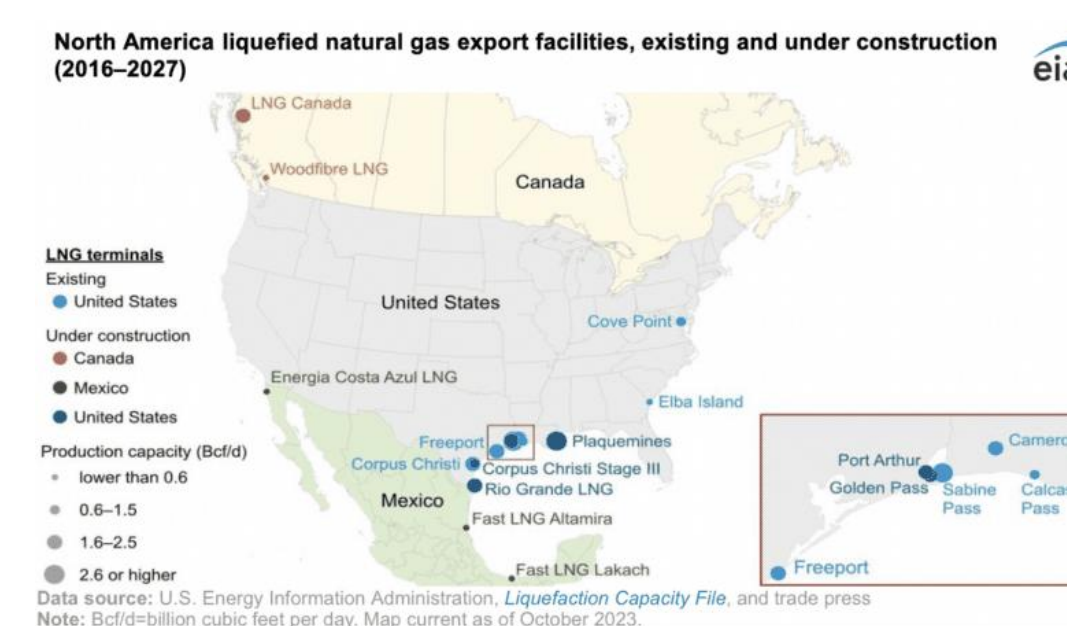 North America liquefied natural gas export facilities, existing and under construction
(2016–2027)
eia
LNG Canada
Woodfibre LNG
Canada
LNG terminals
Existing
United States
Under construction
Canada
Mexico
United States
Production capacity (Bcf/d)
lower than 0.6
0.6–1.5
1.6–2.5
2.6 or higher
United States
Cove Point
Energia Costa Azul LNG
Elba Island
Freeport
Plaquemines
Corpus Christi
Corpus Christi Stage III
Rio Grande LNG
Mexico
Fast LNG Altamira
Fast LNG Lakach
Camero
Port Arthur
Golden Pass
Sabine
Pass
Calcas
Pass
Freeport
Data source: U.S. Energy Information Administration, Liquefaction Capacity File, and trade press
Note: Bcf/d=billion cubic feet per day. Map current as of October 2023.